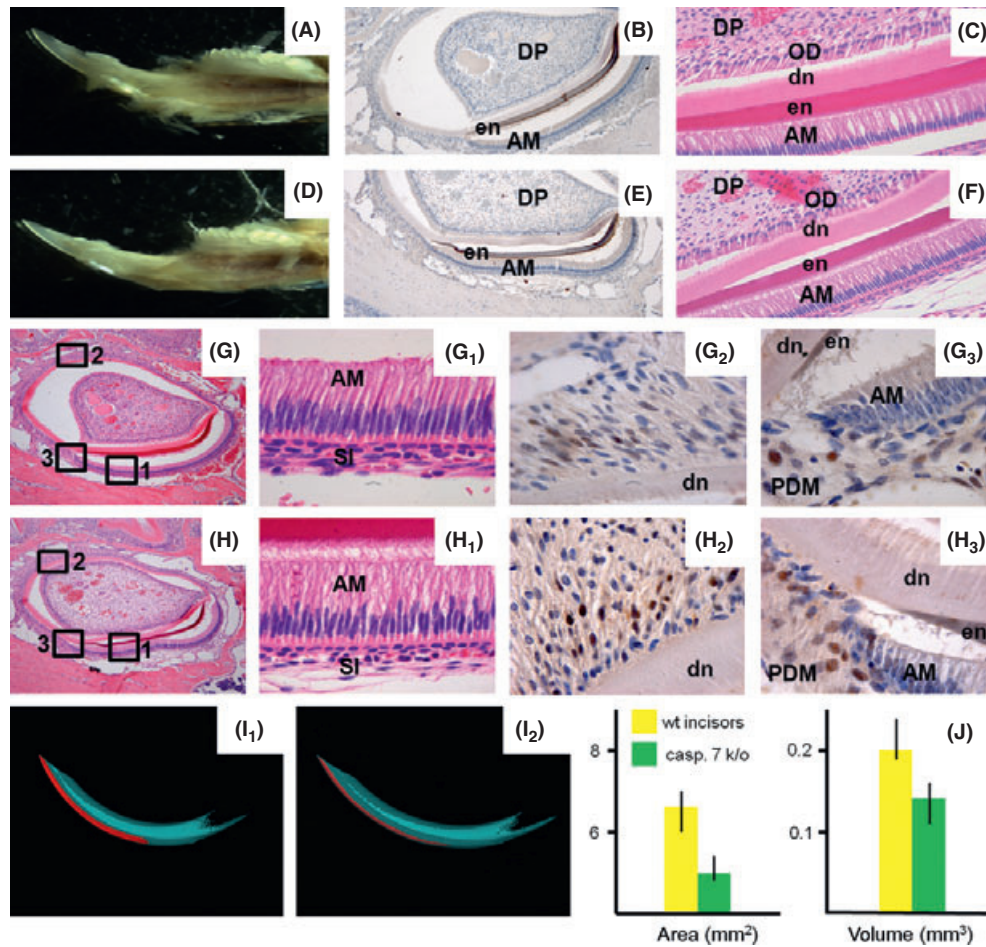 (A)
DP
en
AM
(B)
DP
OD
dn
en
AM
(C)
(D)
DP
en
AM
(E)
DP
OD
dn
en
AM
(F)
2
3
1
(G)
AM
SI
(G1)
dn
(G2)
dn
en
AM
PDM
(G3)
2
3
1
(H)
AM
SI
(H1)
dn
(H2)
dn
en
PDM
AM
(H3)
(I1)
(I2)
wt incisors
casp. 7 k/o
8
6
Area (mm²)
(J)
0.2
0.1
Volume (mm³)